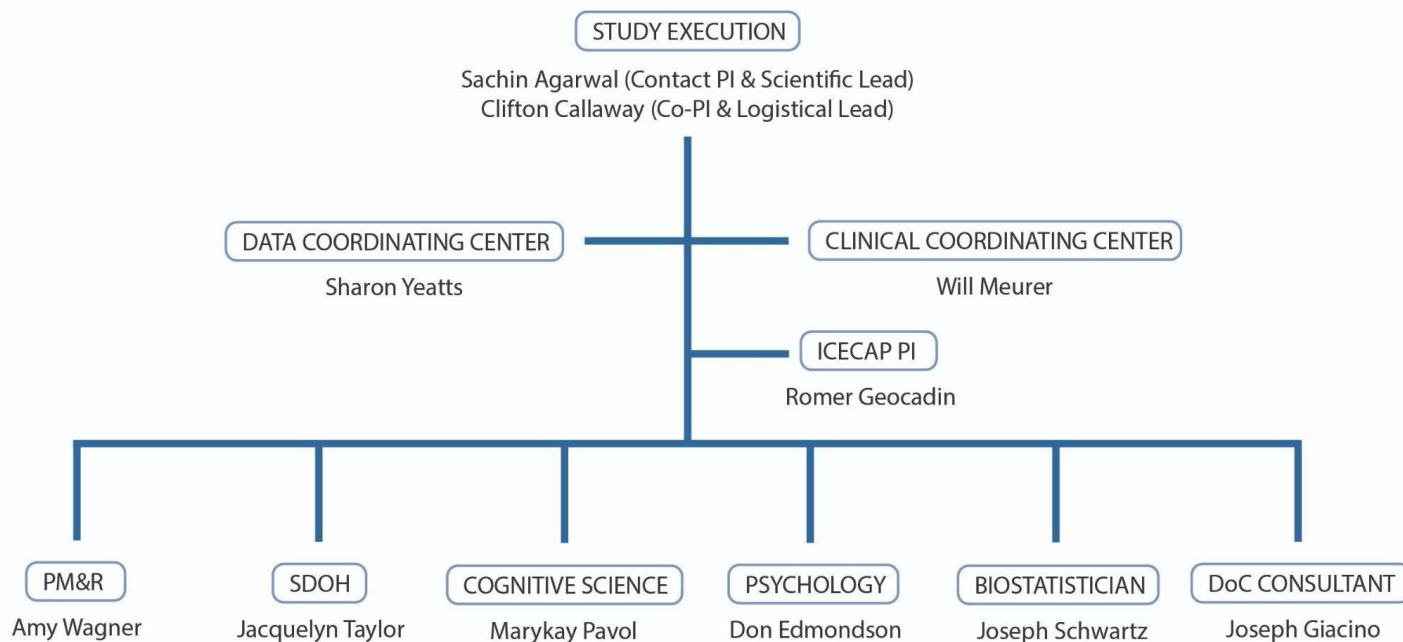 STUDY EXECUTION
Sachin Agarwal (Contact PI & Scientific Lead)
Clifton Callaway (Co-PI & Logistical Lead)
DATA COORDINATING CENTER
Sharon Yeatts
CLINICAL COORDINATING CENTER
Will Meurer
ICECAP PI
Romer Geocadin
PM&R
Amy Wagner
SDOH
Jacquelyn Taylor
COGNITIVE SCIENCE
Marykay Pavol
PSYCHOLOGY
Don Edmondson
BIOSTATISTICIAN
Joseph Schwartz
DoC CONSULTANT
Joseph Giacino